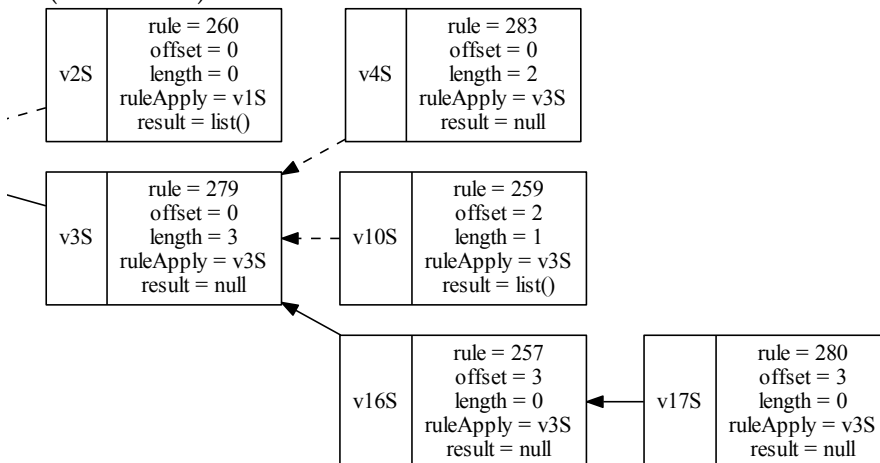 v2S
rule = 260
offset = 0
length = 0
ruleApply = v1S
result = list()
v4S
rule = 283
offset = 0
length = 2
ruleApply = v3S
result = null
v3S
rule = 279
offset = 0
length = 3
ruleApply = v3S
result = null
v10S
rule = 259
offset = 2
length = 1
ruleApply = v3S
result = list()
v16S
rule = 257
offset = 3
length = 0
ruleApply = v3S
result = null
v17S
rule = 280
offset = 3
length = 0
ruleApply = v3S
result = null